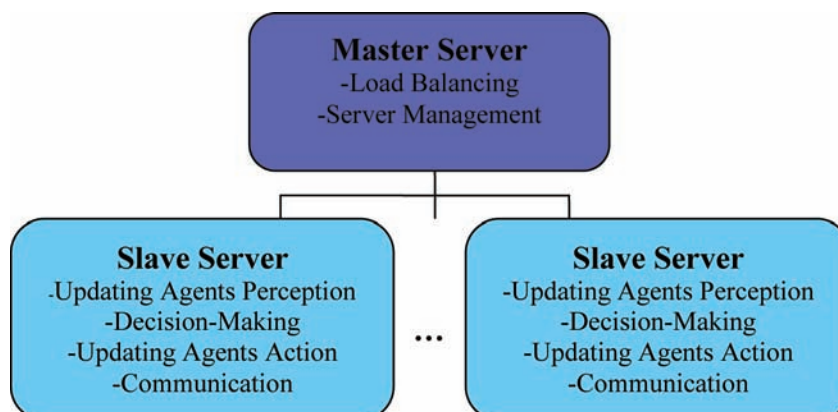 Master Server
-Load Balancing
-Server Management
Slave Server
-Updating Agents Perception
-Decision-Making
-Updating Agents Action
-Communication
...
Slave Server
-Updating Agents Perception
-Decision-Making
-Updating Agents Action
-Communication